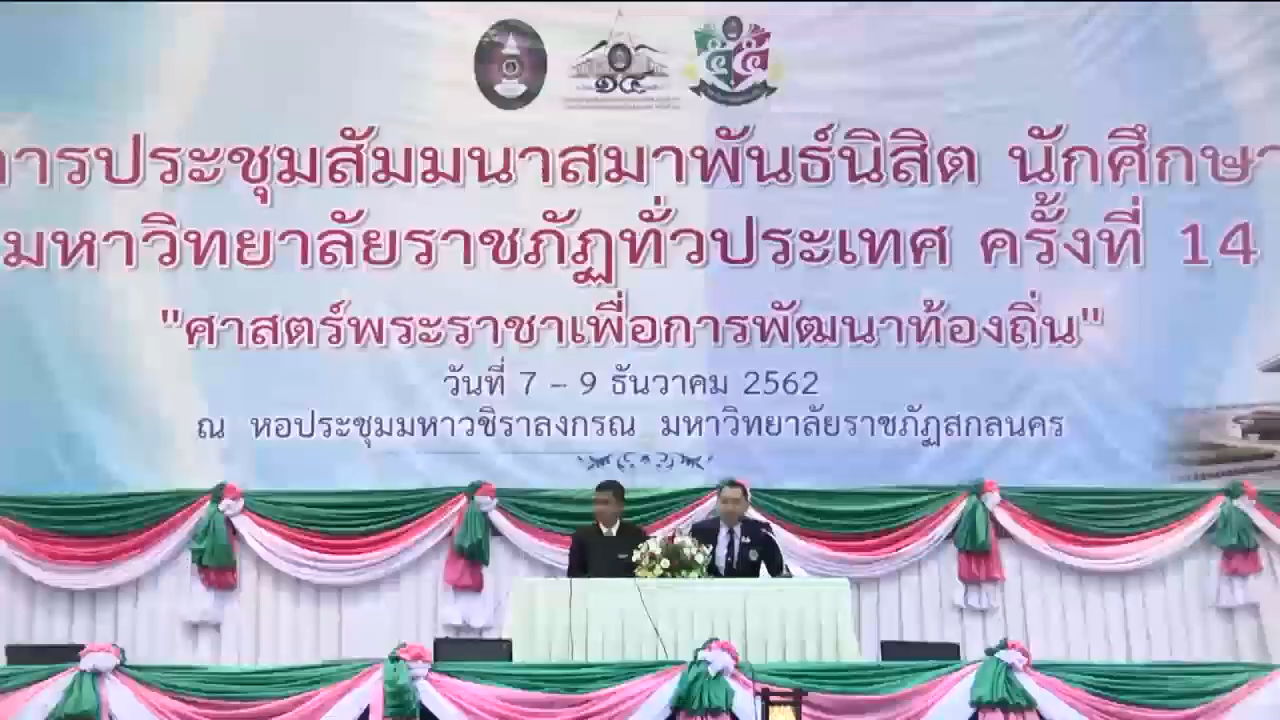 ๑๔
๕๕
การประชุมสัมมนาสมาพันธ์นิสิต นักศึกษา
มหาวิทยาลัยราชภัฏทั่วประเทศ ครั้งที่ 14
"ศาสตร์พระราชาเพื่อการพัฒนาท้องถิ่น"
วันที่ 7 – 9 ธันวาคม 2562
ณ หอประชุมมหาวชิราลงกรณ มหาวิทยาลัยราชภัฏสกลนคร